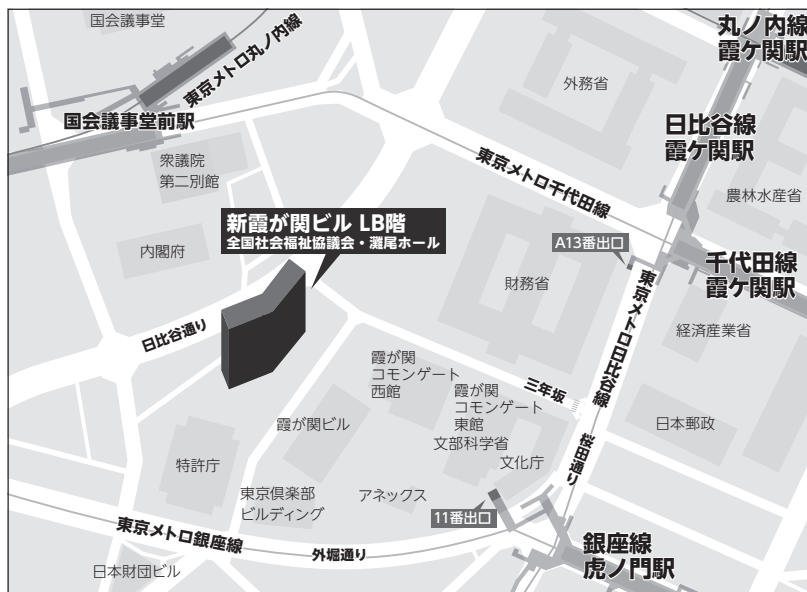 国会議事堂
東京メトロ丸ノ内線
丸ノ内線
霞ケ関駅
外務省
国会議事堂前駅
日比谷線
霞ケ関駅
衆議院
第二別館
東京メトロ千代田線
農林水産省
新霞が関ビル LB階
全国社会福祉協議会・灘尾ホール
A13番出口
内閣府
財務省
千代田線
霞ケ関駅
東京メトロ日比谷線
日比谷通り
経済産業省
霞が関
コモンゲート
西館
三年坂
霞が関
コモンゲート
東館
霞が関ビル
文部科学省
日本郵政
桜田通り
特許庁
文化庁
東京倶楽部
ビルディング
アネックス
11番出口
東京メトロ銀座線
外堀通り
銀座線
虎ノ門駅
日本財団ビル